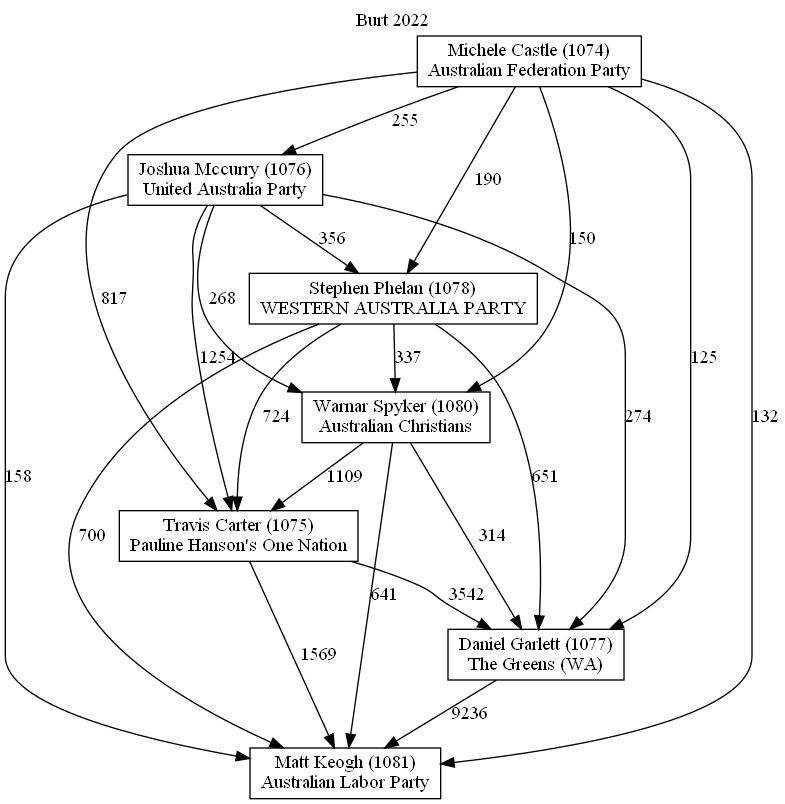 Burt 2022
Michele Castle (1074)
Australian Federation Party
255
Joshua Mccurry (1076)
United Australia Party
190
356
150
Stephen Phelan (1078)
WESTERN AUSTRALIA PARTY
817
268
1254
337
125
Warnar Spyker (1080)
Australian Christians
724
274
132
158
1109
651
Travis Carter (1075)
Pauline Hanson's One Nation
700
314
641
3542
Daniel Garlett (1077)
The Greens (WA)
1569
9236
Matt Keogh (1081)
Australian Labor Party